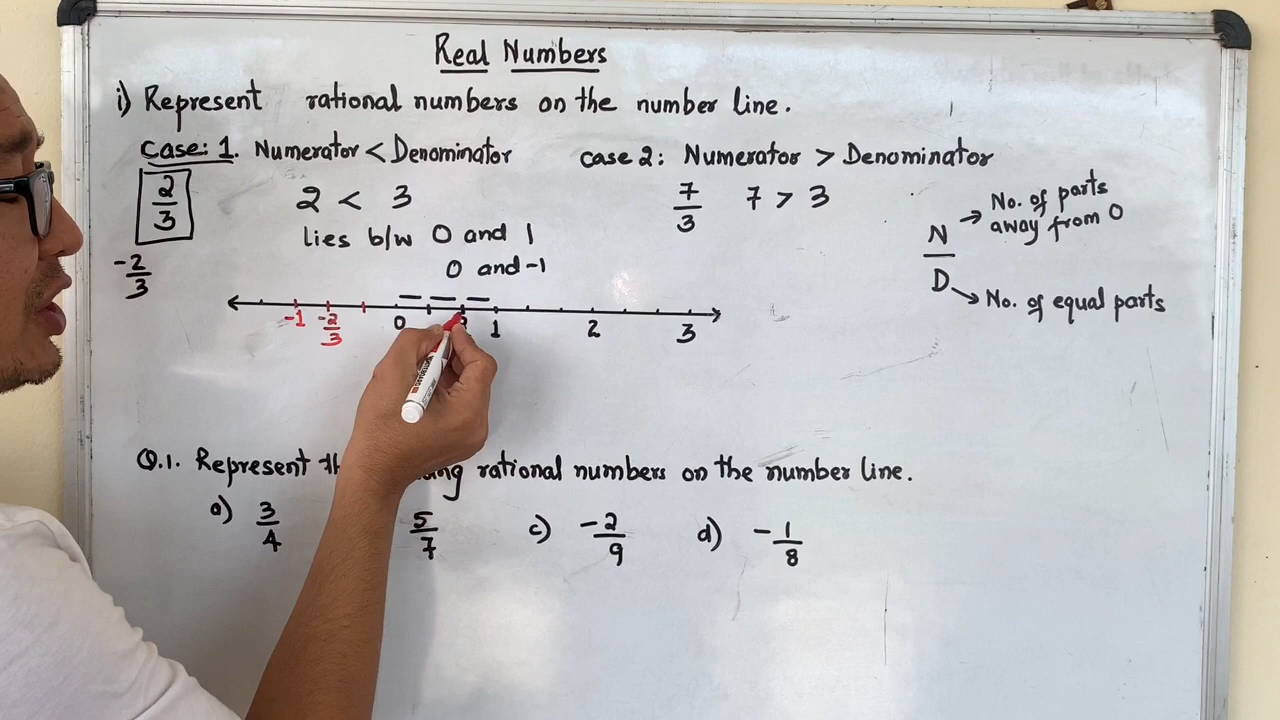 Real Numbers
i) Represent rational numbers on the number line.
Case: 1. Numerator < Denominator
2/3 2 < 3
lies b/w 0 and 1
0 and -1
-2/3
case 2: Numerator > Denominator
7/3 7 > 3
N/D
→ No. of parts away from 0
→ No. of equal parts
-1 -2/3 0 1 2 3
Q.1. Represent rational numbers on the number line.
a) 3/4 5/7 c) -2/9 d) -1/8